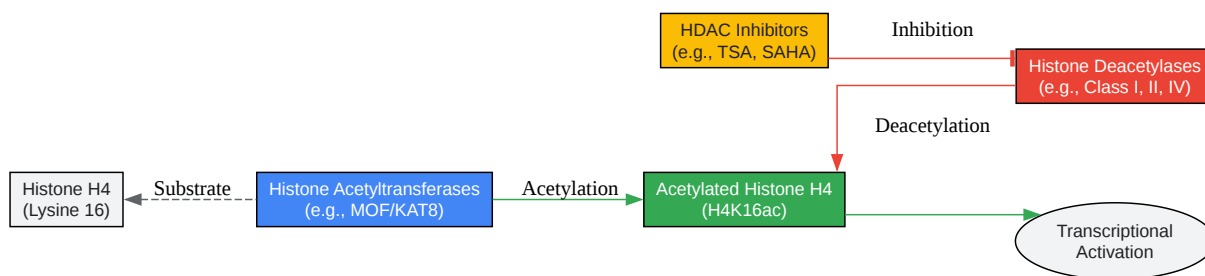 HDAC Inhibitors
(e.g., TSA, SAHA)
Inhibition
Histone Deacetylases
(e.g., Class I, II, IV)
Deacetylation
Histone H4
(Lysine 16)
Substrate
Histone Acetyltransferases
(e.g., MOF/KAT8)
Acetylation
Acetylated Histone H4
(H4K16ac)
Transcriptional
Activation